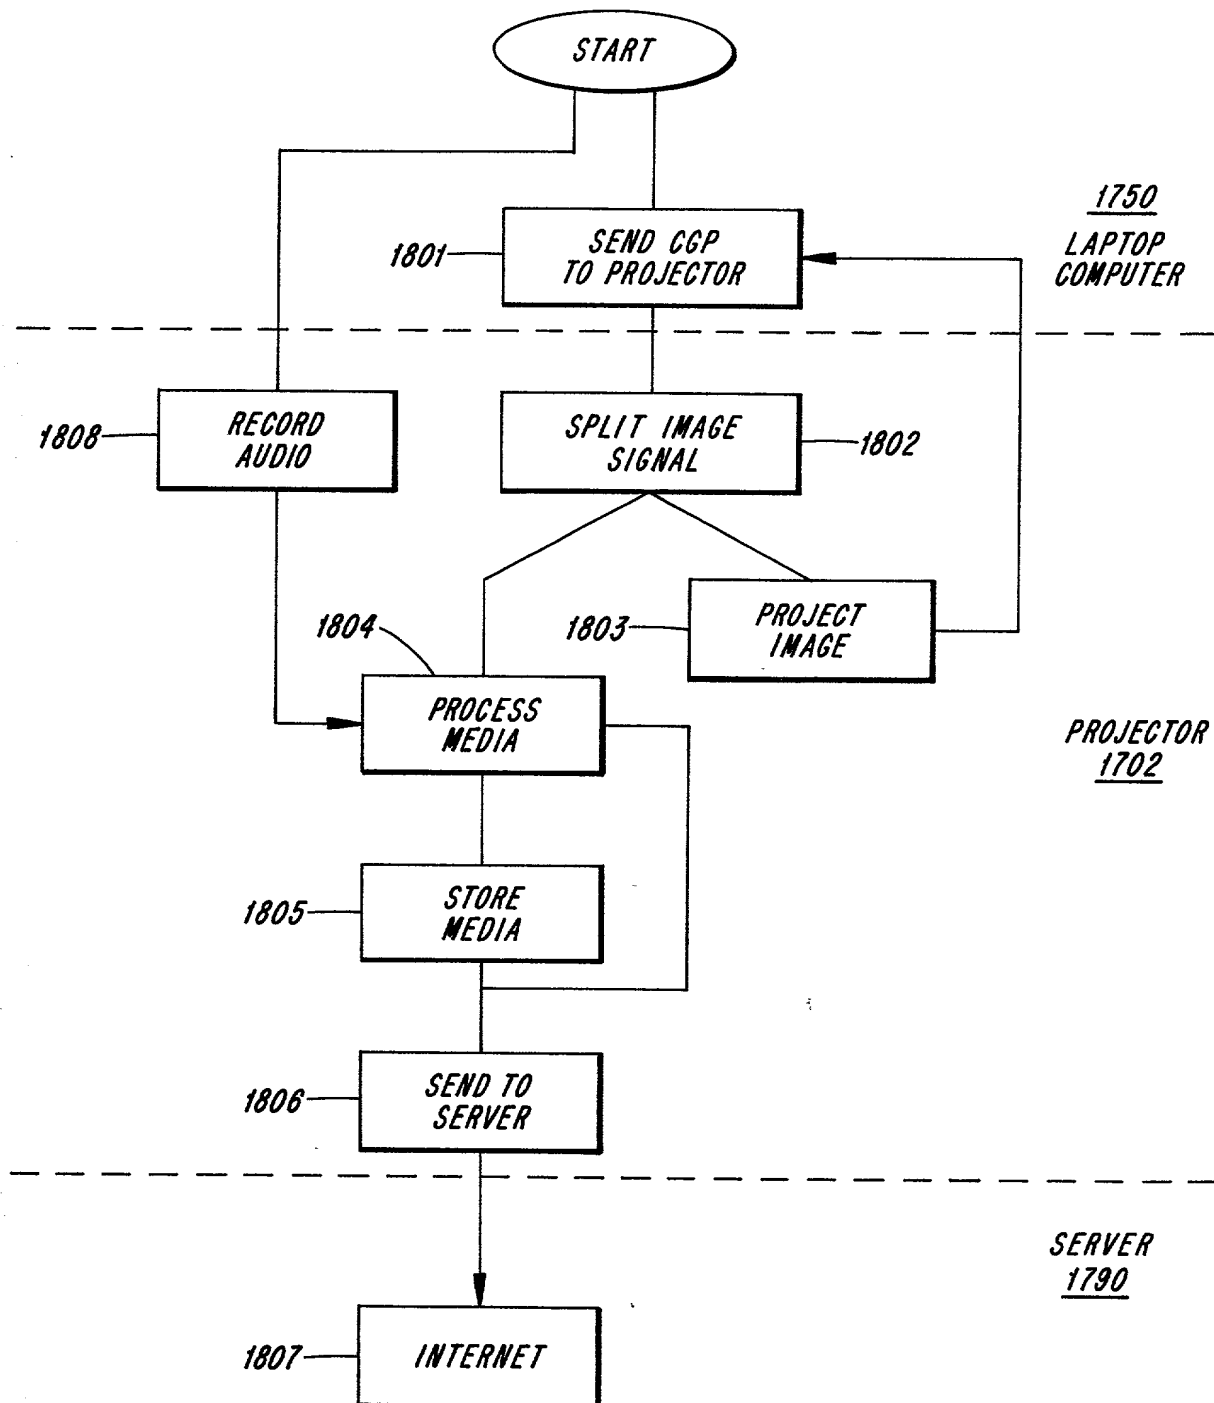 START
1750
LAPTOP
COMPUTER
1801
SEND CGP
TO PROJECTOR
1808
RECORD
AUDIO
SPLIT IMAGE
SIGNAL
1802
1804
1803
PROJECT
IMAGE
PROCESS
MEDIA
PROJECTOR
1702
1805
STORE
MEDIA
1806
SEND TO
SERVER
SERVER
1790
1807
INTERNET